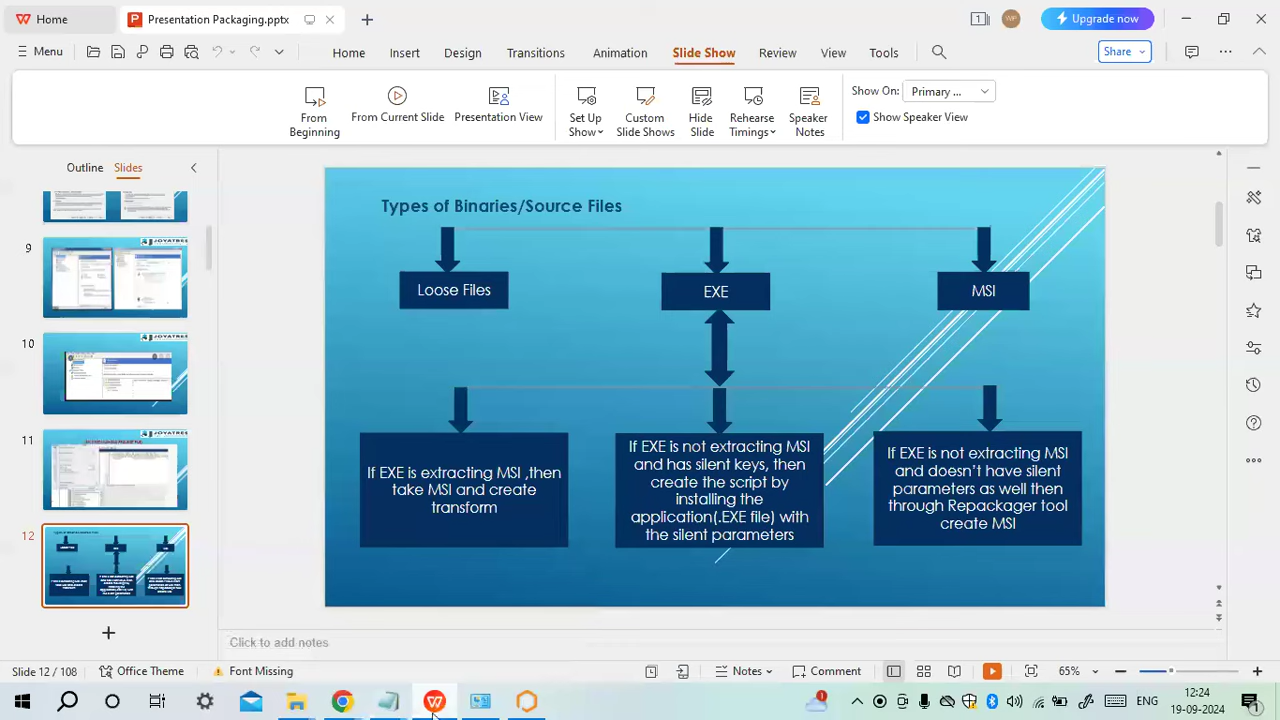 Home
Presentation Packaging.pptx
1
WP
Upgrade now
Menu
Home
Insert
Design
Transitions
Animation
Slide Show
Review
View
Tools
Share
From Beginning
From Current Slide
Presentation View
Set Up Show
Custom Slide Shows
Hide Slide
Rehearse Timings
Speaker Notes
Show On:
Primary ...
Show Speaker View
Outline
Slides
9
10
11
12
Types of Binaries/Source Files
Loose Files
EXE
MSI
If EXE is extracting MSI ,then
take MSI and create
transform
If EXE is not extracting MSI
and has silent keys, then
create the script by
installing the
application(.EXE file) with
the silent parameters
If EXE is not extracting MSI
and doesn't have silent
parameters as well then
through Repackager tool
create MSI
Click to add notes
Slide 12 / 108
Office Theme
Font Missing
Notes
Comment
65%
ENG
12:24
19-09-2024